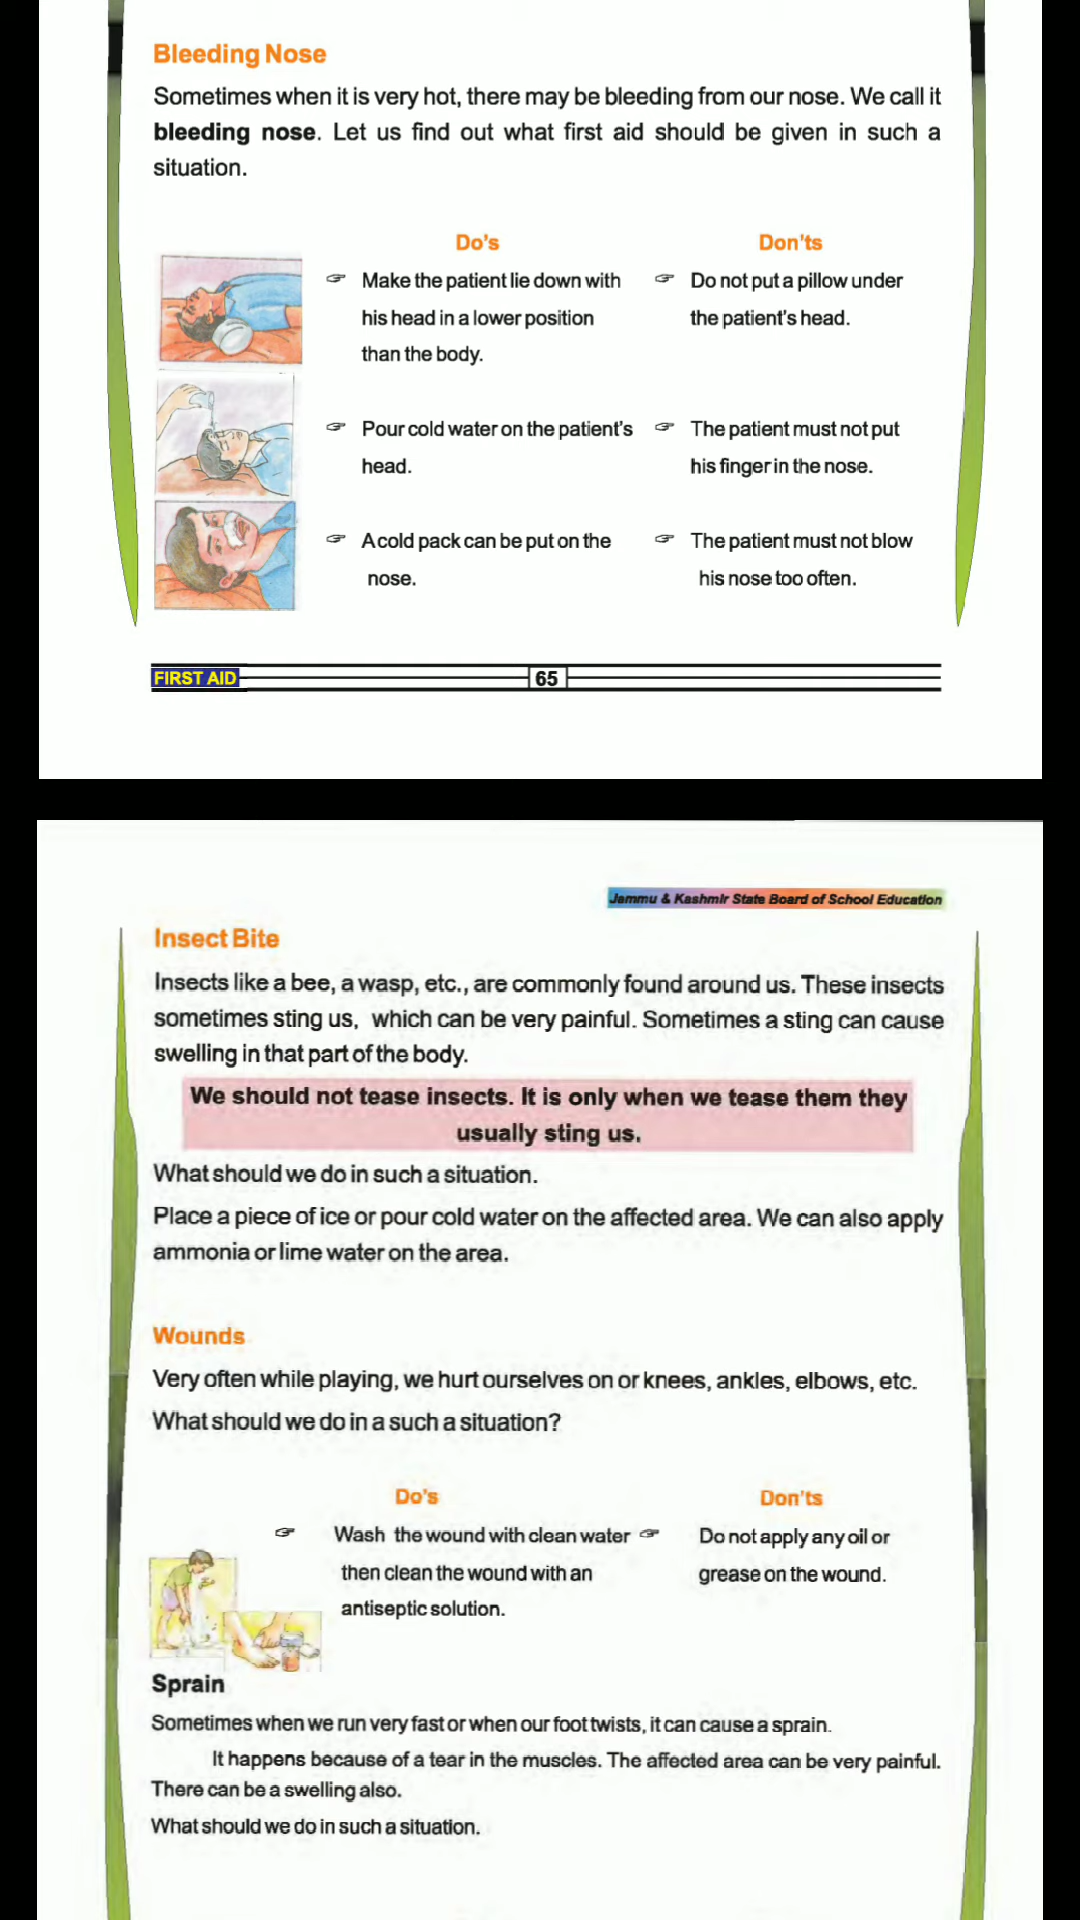 Bleeding Nose
Sometimes when it is very hot, there may be bleeding from our nose. We call it
bleeding nose. Let us find out what first aid should be given in such a
situation.
Do's
Don'ts
☞ Make the patient lie down with
his head in a lower position
than the body.
☞ Do not put a pillow under
the patient's head.
☞ Pour cold water on the patient's
head.
☞ The patient must not put
his finger in the nose.
☞ A cold pack can be put on the
nose.
☞ The patient must not blow
his nose too often.
FIRST AID
65
Jammu & Kashmir State Board of School Education
Insect Bite
Insects like a bee, a wasp, etc., are commonly found around us. These insects
sometimes sting us, which can be very painful. Sometimes a sting can cause
swelling in that part of the body.
We should not tease insects. It is only when we tease them they
usually sting us.
What should we do in such a situation.
Place a piece of ice or pour cold water on the affected area. We can also apply
ammonia or lime water on the area.
Wounds
Very often while playing, we hurt ourselves on or knees, ankles, elbows, etc.
What should we do in a such a situation?
Do's
Don'ts
☞ Wash the wound with clean water
then clean the wound with an
antiseptic solution.
☞ Do not apply any oil or
grease on the wound.
Sprain
Sometimes when we run very fast or when our foot twists, it can cause a sprain.
It happens because of a tear in the muscles. The affected area can be very painful.
There can be a swelling also.
What should we do in such a situation.